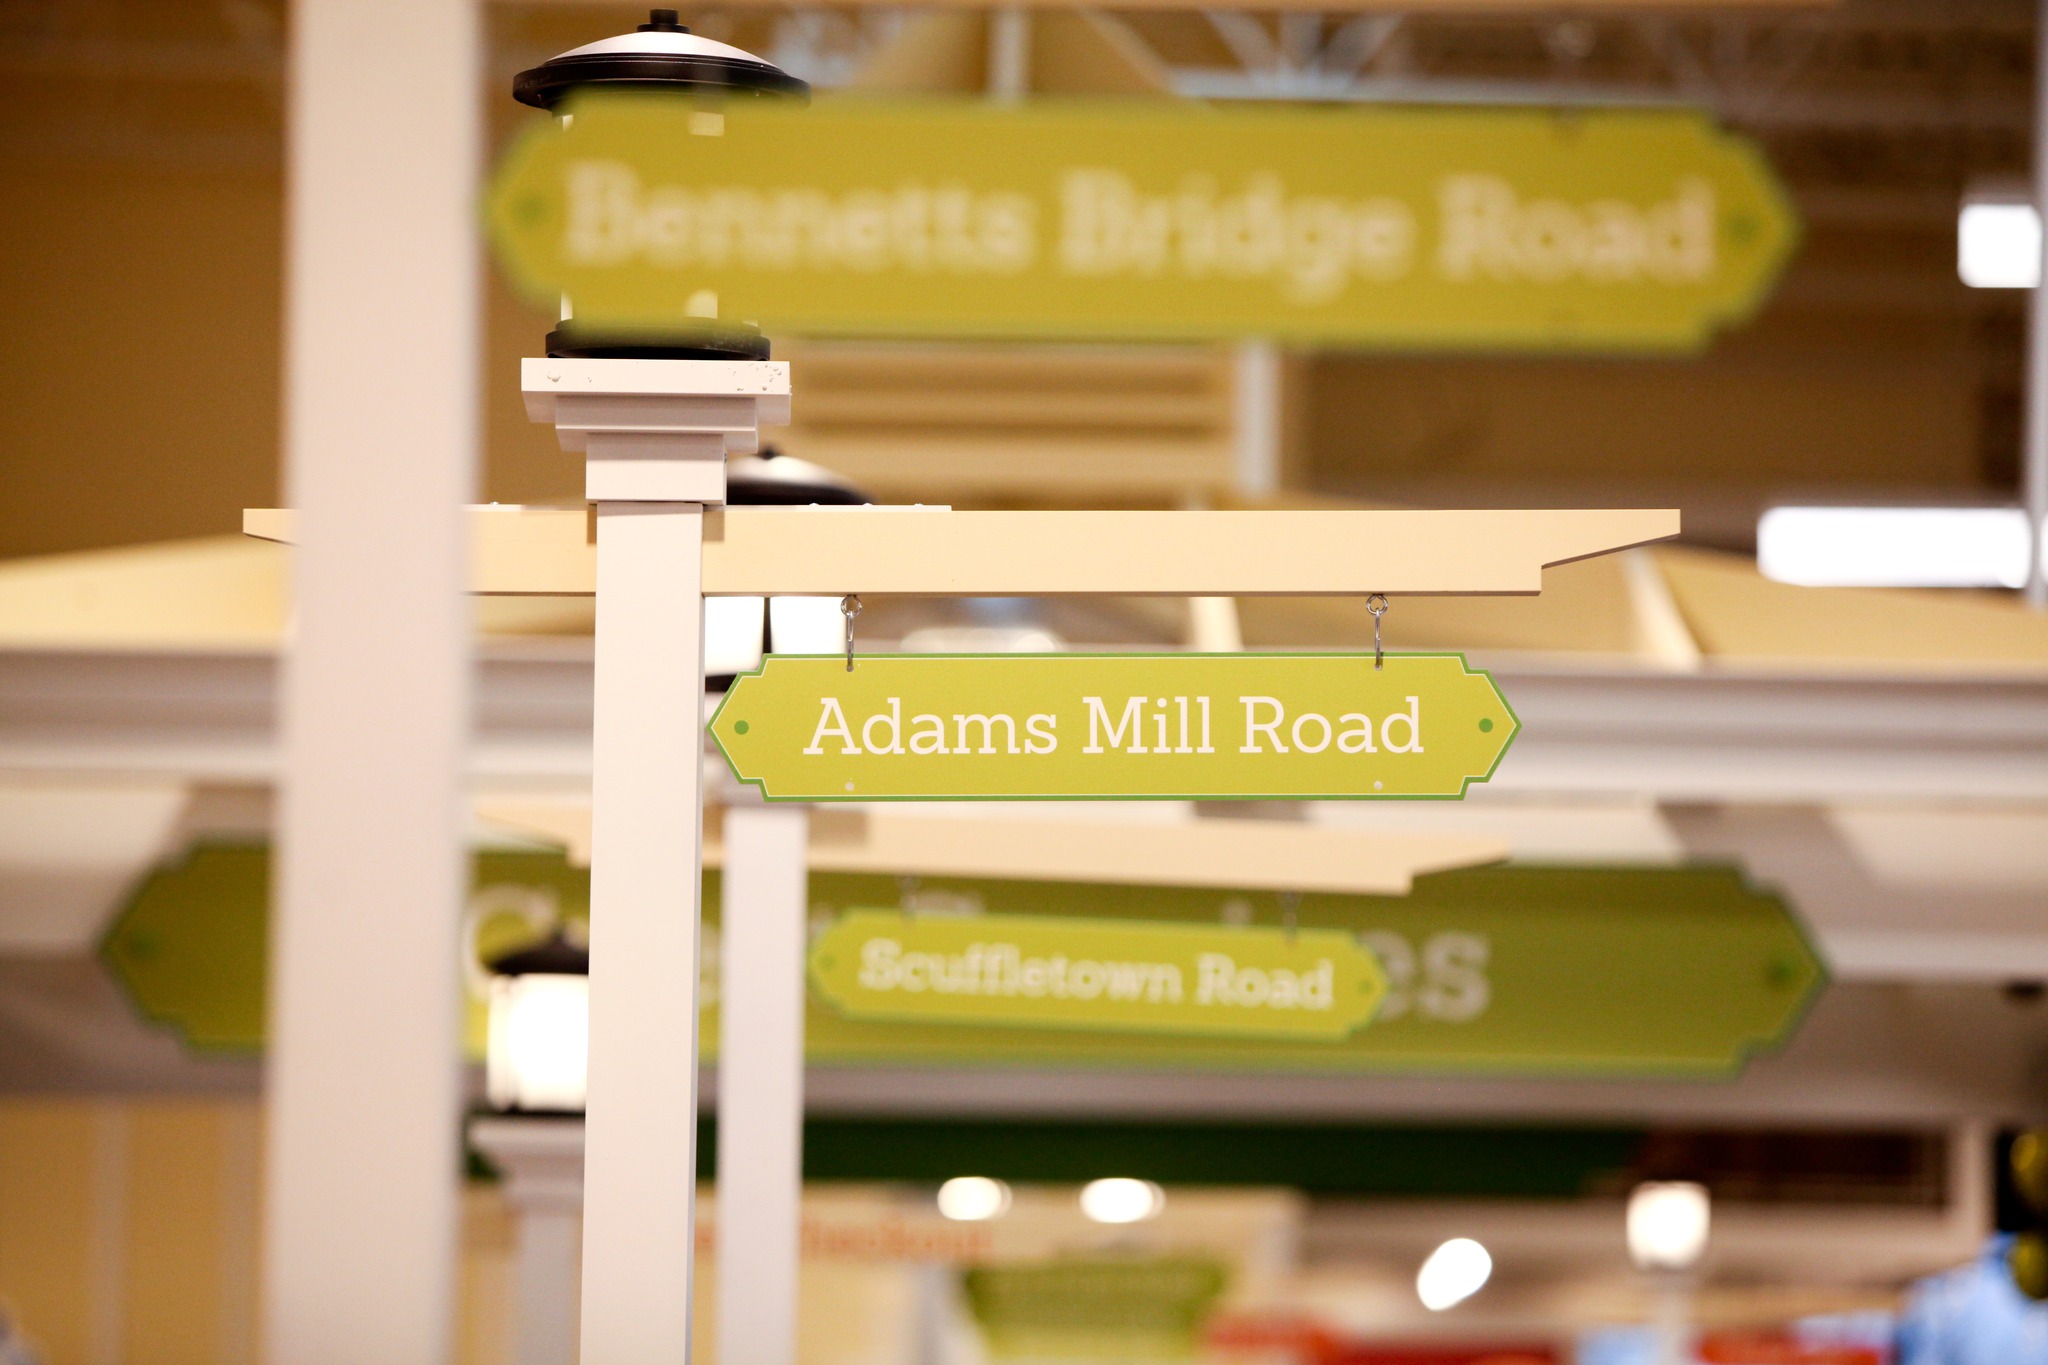 Bennetts Bridge Road
Adams Mill Road
Scuffletown Road